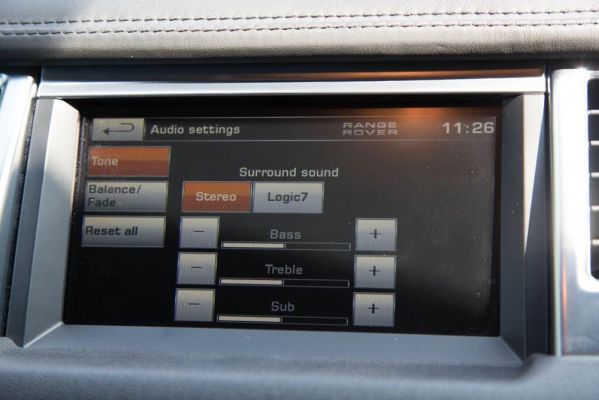 Audio settings
RANGE
ROVER
11:26
Tone
Surround sound
Balance/
Fade
Stereo
Logic7
Reset all
−
Bass
+
−
Treble
+
−
Sub
+